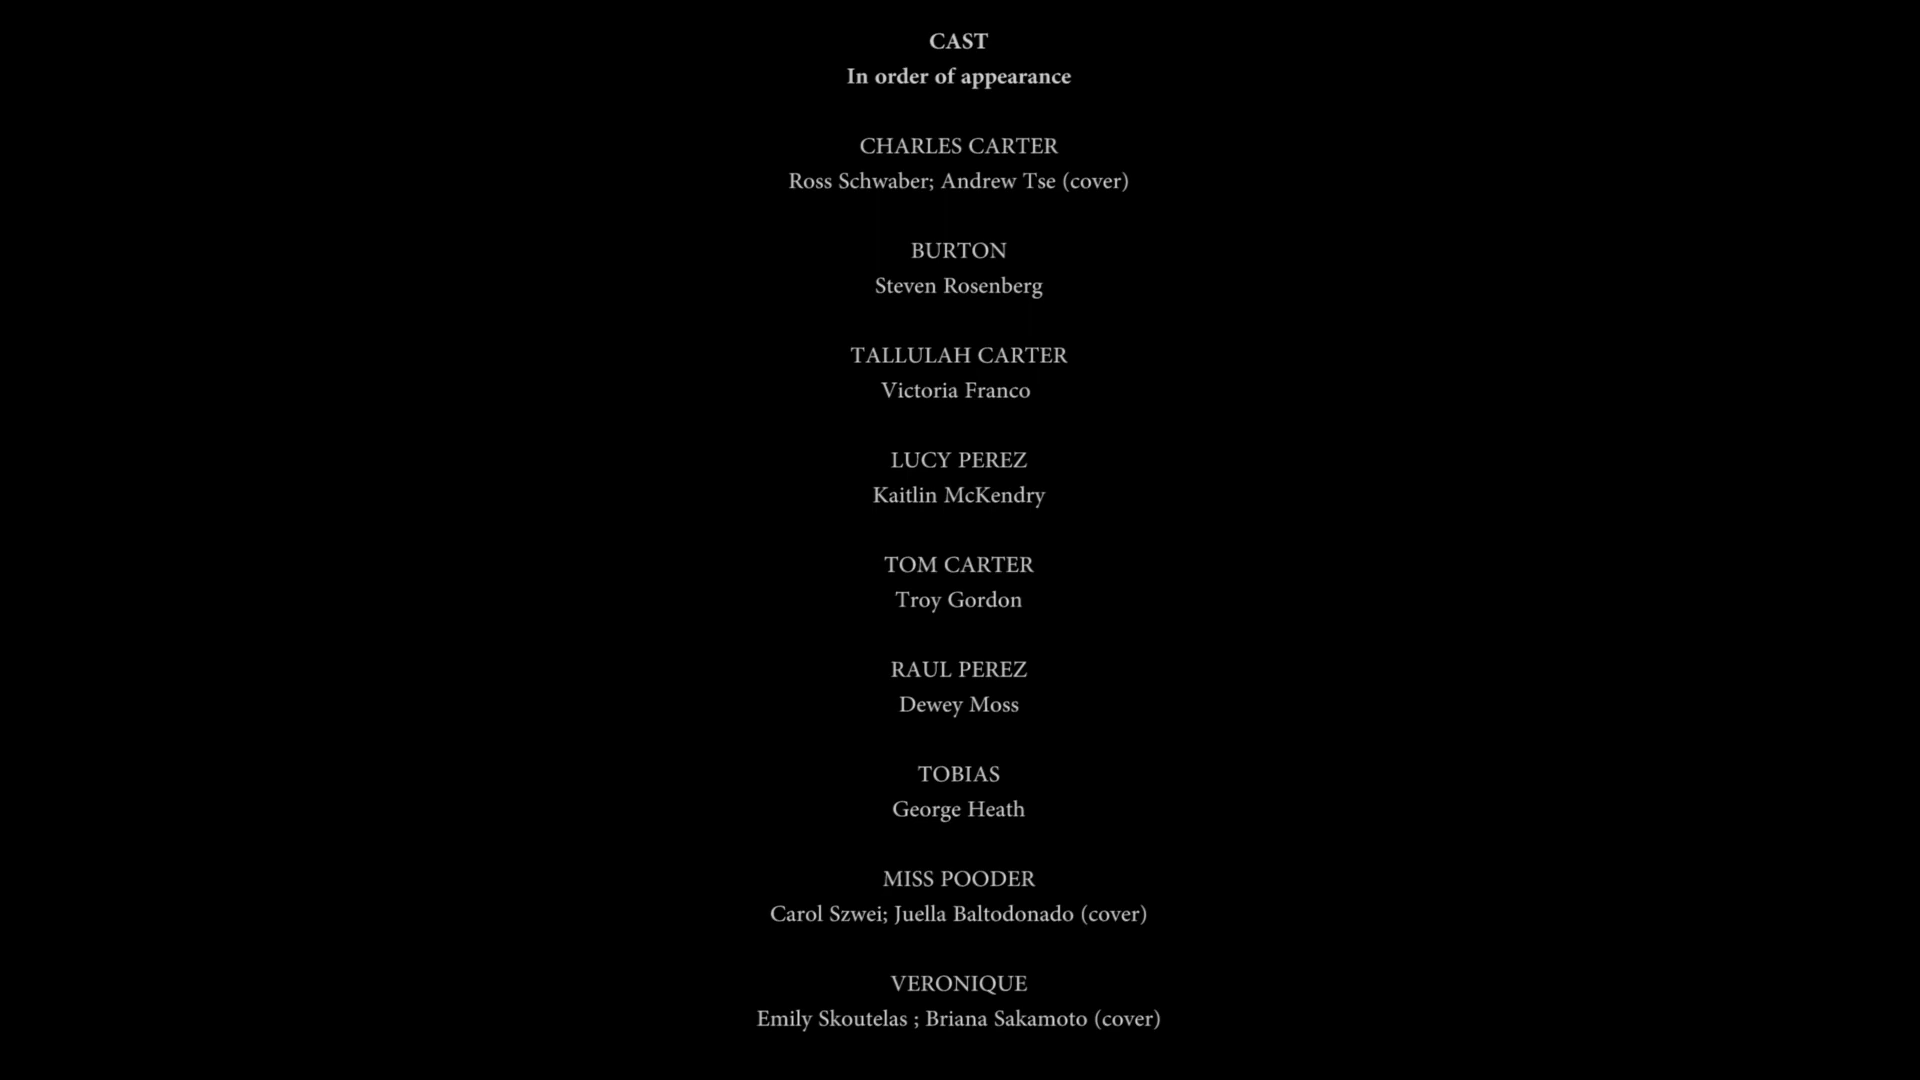 CAST
In order of appearance
CHARLES CARTER
Ross Schwaber; Andrew Tse (cover)
BURTON
Steven Rosenberg
TALLULAH CARTER
Victoria Franco
LUCY PEREZ
Kaitlin McKendry
TOM CARTER
Troy Gordon
RAUL PEREZ
Dewey Moss
TOBIAS
George Heath
MISS POODER
Carol Szwei; Juella Baltodonado (cover)
VERONIQUE
Emily Skoutelas ; Briana Sakamoto (cover)